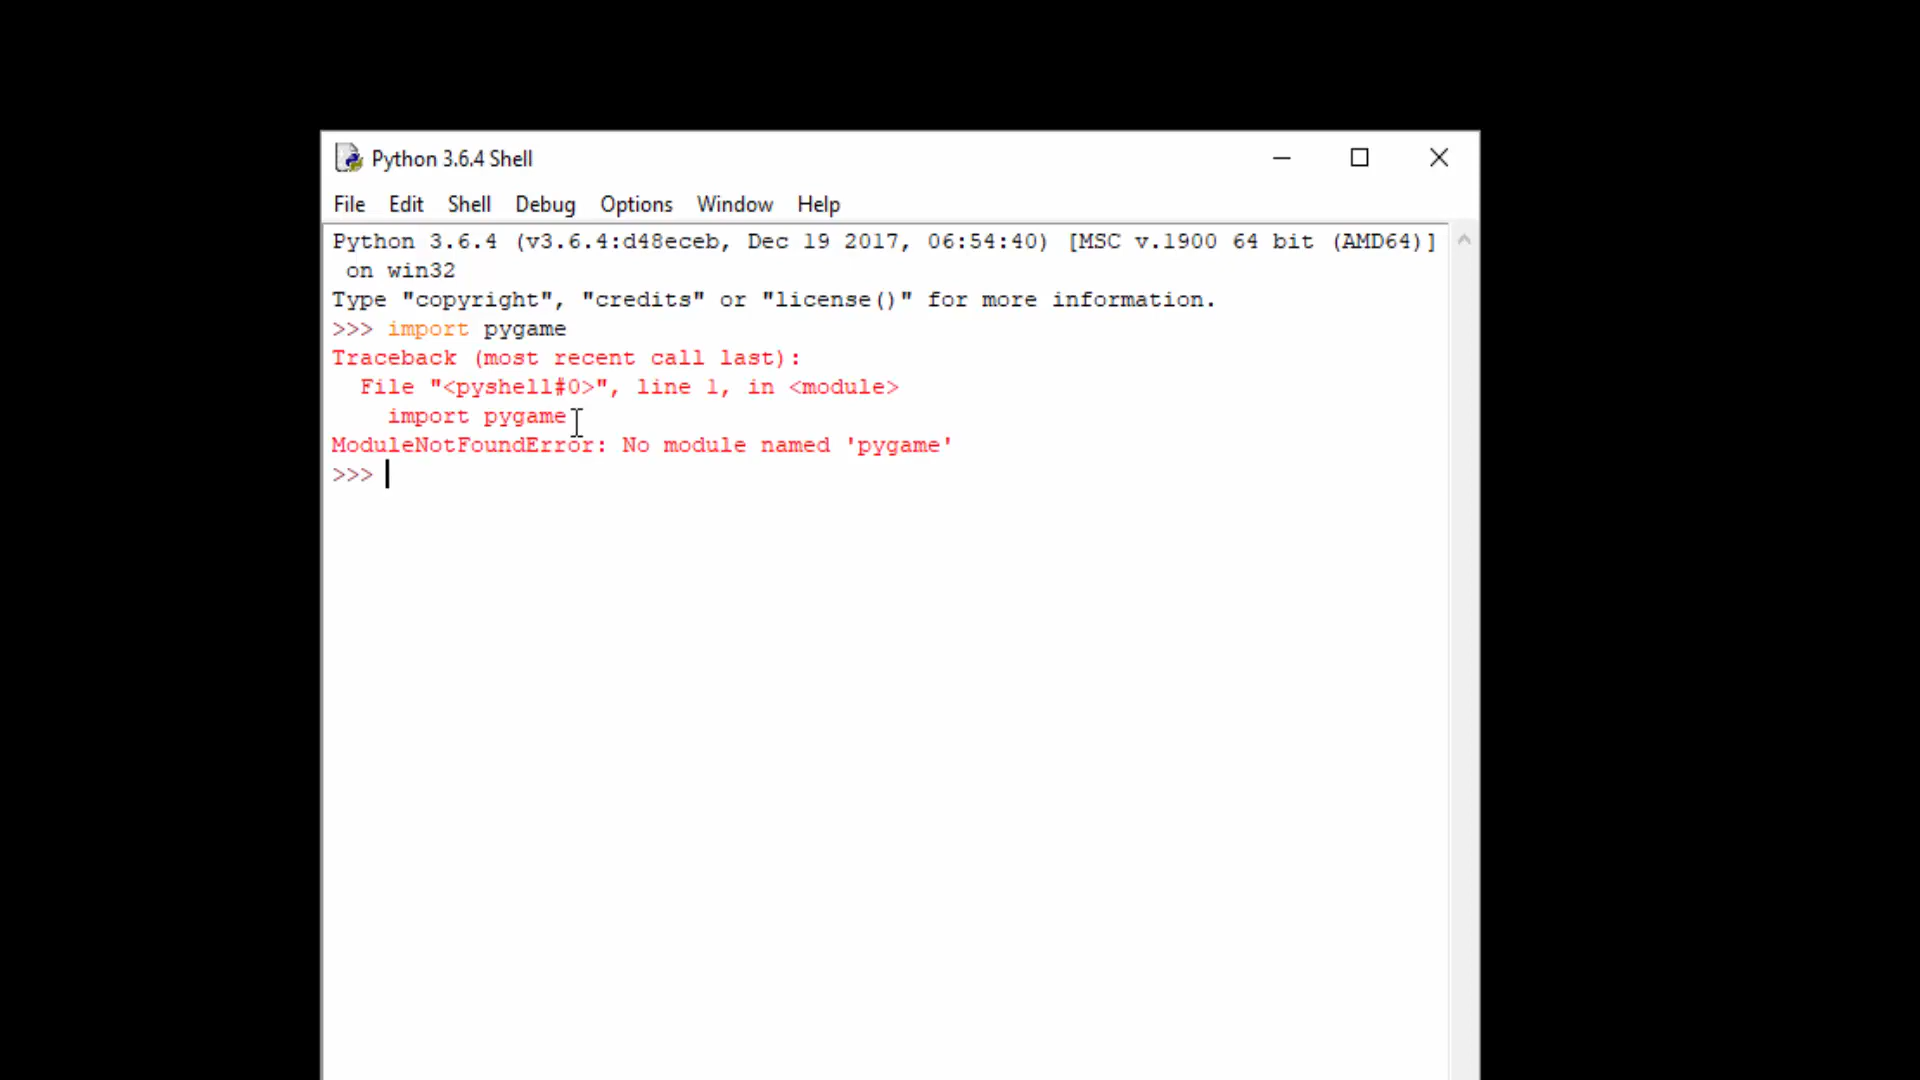 Python 3.6.4 Shell
File Edit Shell Debug Options Window Help
Python 3.6.4 (v3.6.4:d48eceb, Dec 19 2017, 06:54:40) [MSC v.1900 64 bit (AMD64)]
on win32
Type "copyright", "credits" or "license()" for more information.
>>> import pygame
Traceback (most recent call last):
  File "<pyshell#0>", line 1, in <module>
    import pygame
ModuleNotFoundError: No module named 'pygame'
>>>